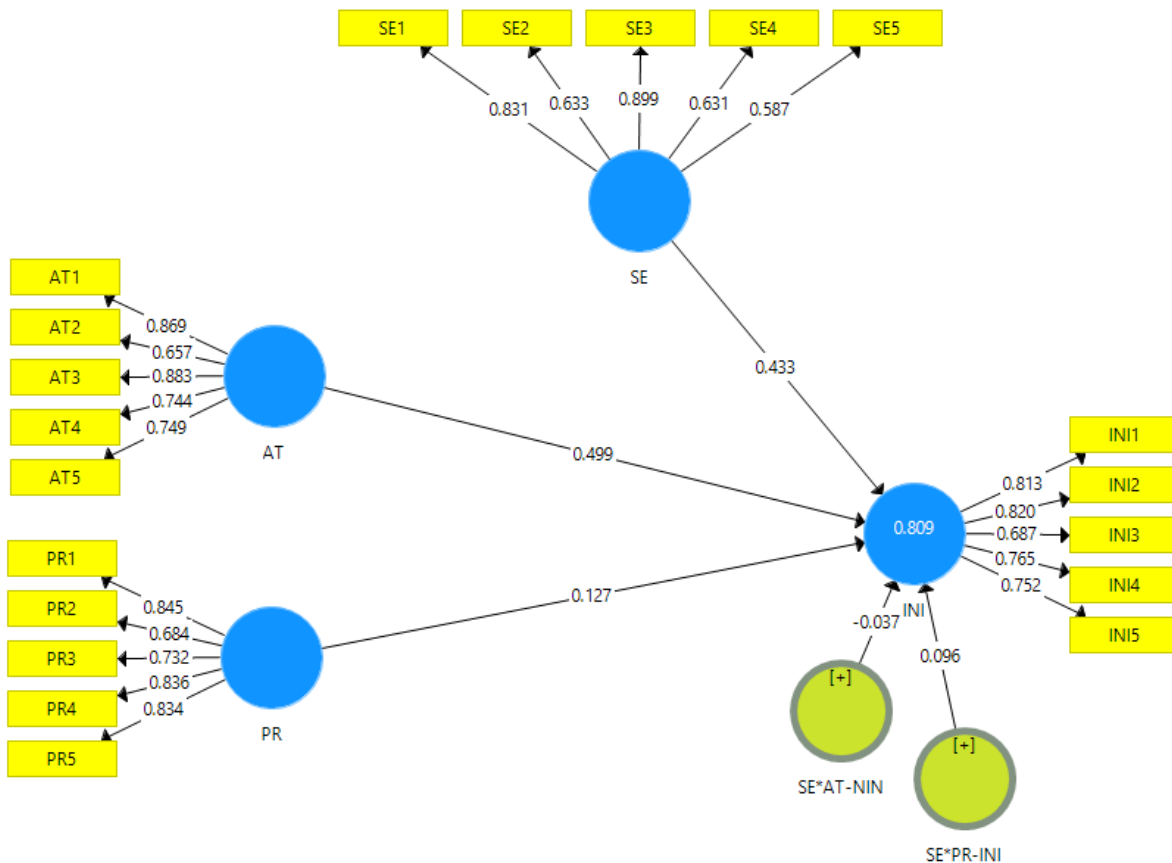 SE1 SE2 SE3 SE4 SE5
0.831 0.633 0.899 0.631 0.587
SE
AT1
AT2
AT3
AT4
AT5
0.869
0.657
0.883
0.744
0.749
AT
0.433
0.499
PR1
PR2
PR3
PR4
PR5
0.845
0.684
0.732
0.836
0.834
PR
0.127
0.809
INI
INI1
INI2
INI3
INI4
INI5
0.813
0.820
0.687
0.765
0.752
-0.037
0.096
[+]
SE*AT-NIN
[+]
SE*PR-INI